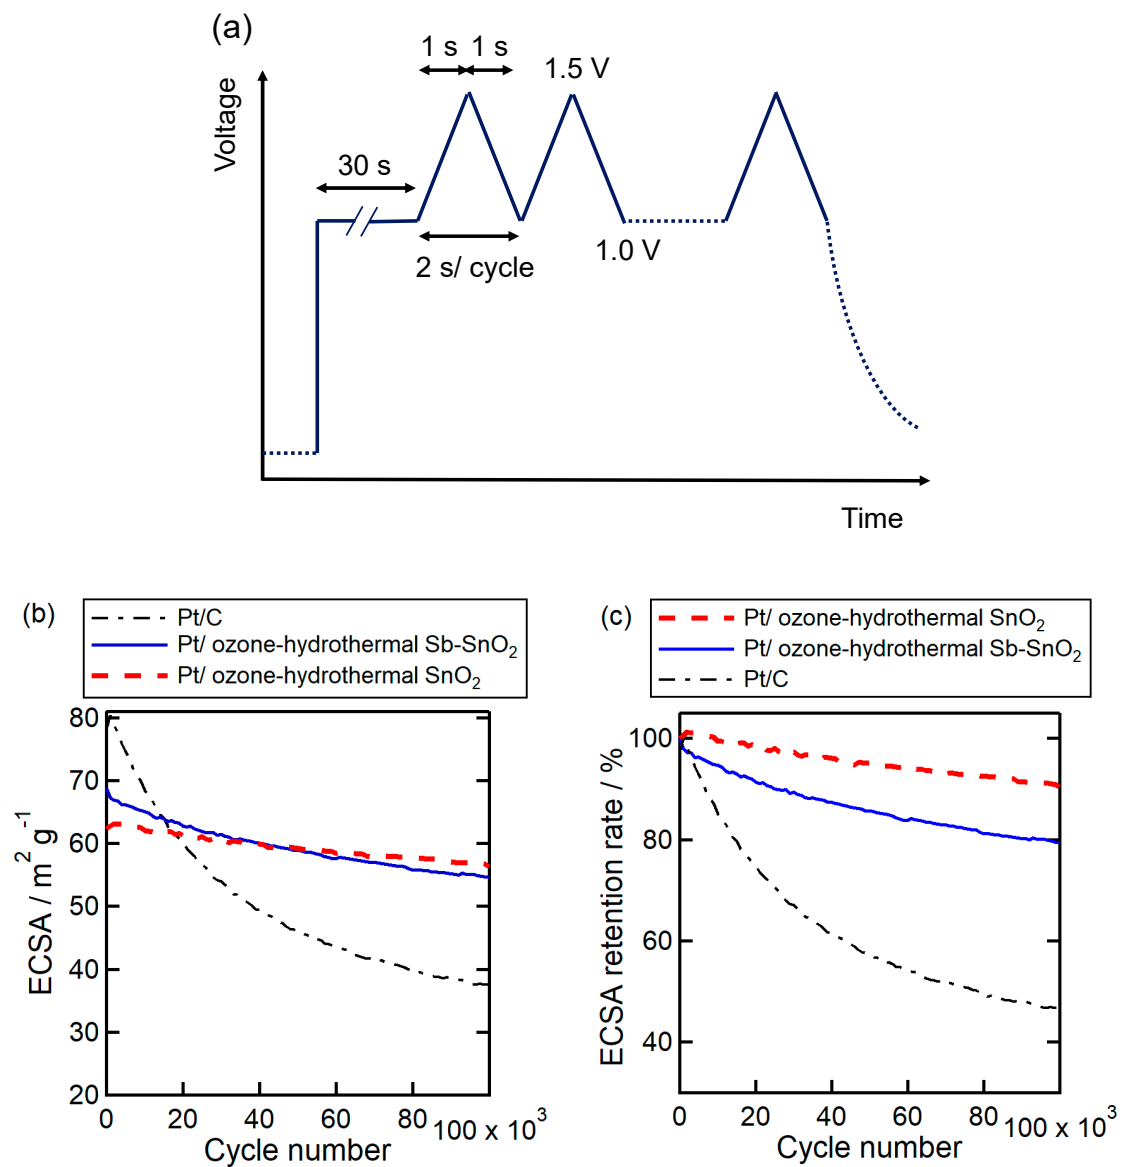 (a)
1 s 1 s
1.5 V
Voltage
30 s
1.0 V
2 s/ cycle
Time
(b)
Pt/C
Pt/ ozone-hydrothermal Sb-SnO₂
Pt/ ozone-hydrothermal SnO₂
80
70
60
50
40
30
20
ECSA / m² g⁻¹
0 20 40 60 80 100 x 10³
Cycle number
(c)
Pt/ ozone-hydrothermal SnO₂
Pt/ ozone-hydrothermal Sb-SnO₂
Pt/C
100
80
60
40
ECSA retention rate / %
0 20 40 60 80 100 x 10³
Cycle number